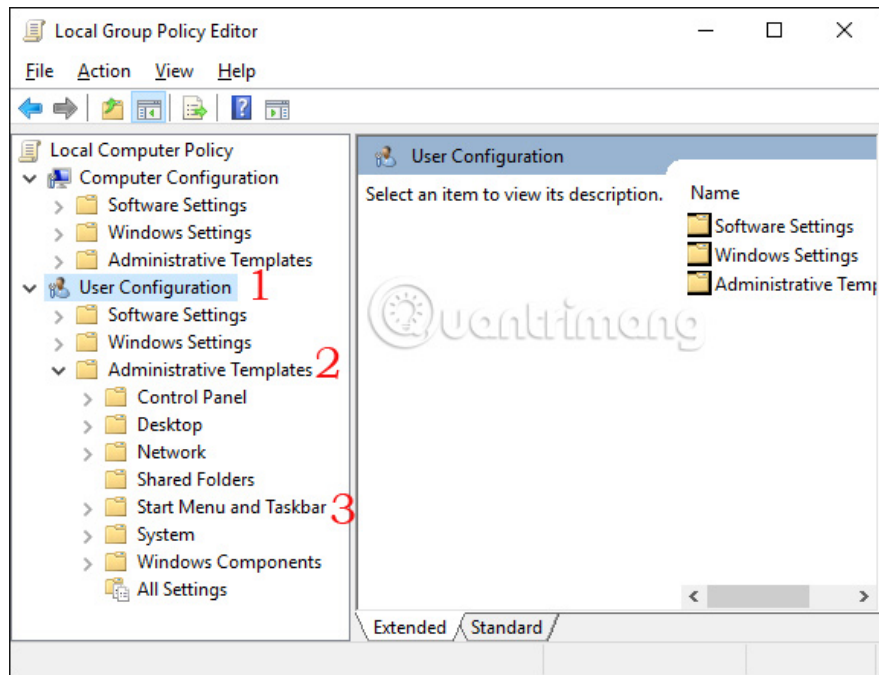 Local Group Policy Editor
File Action View Help
Local Computer Policy
Computer Configuration
Software Settings
Windows Settings
Administrative Templates
User Configuration 1
Software Settings
Windows Settings
Administrative Templates 2
Control Panel
Desktop
Network
Shared Folders
Start Menu and Taskbar 3
System
Windows Components
All Settings
User Configuration
Select an item to view its description.
Name
Software Settings
Windows Settings
Administrative Temp
Quantrimang
Extended Standard